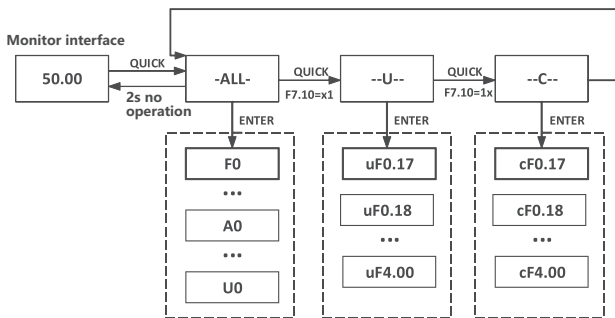 Monitor interface
50.00
QUICK
2s no
operation
-ALL-
QUICK
F7.10=x1
--U--
QUICK
F7.10=1x
--C--
ENTER
ENTER
ENTER
F0
...
A0
...
U0
uF0.17
uF0.18
...
uF4.00
cF0.17
cF0.18
...
cF4.00